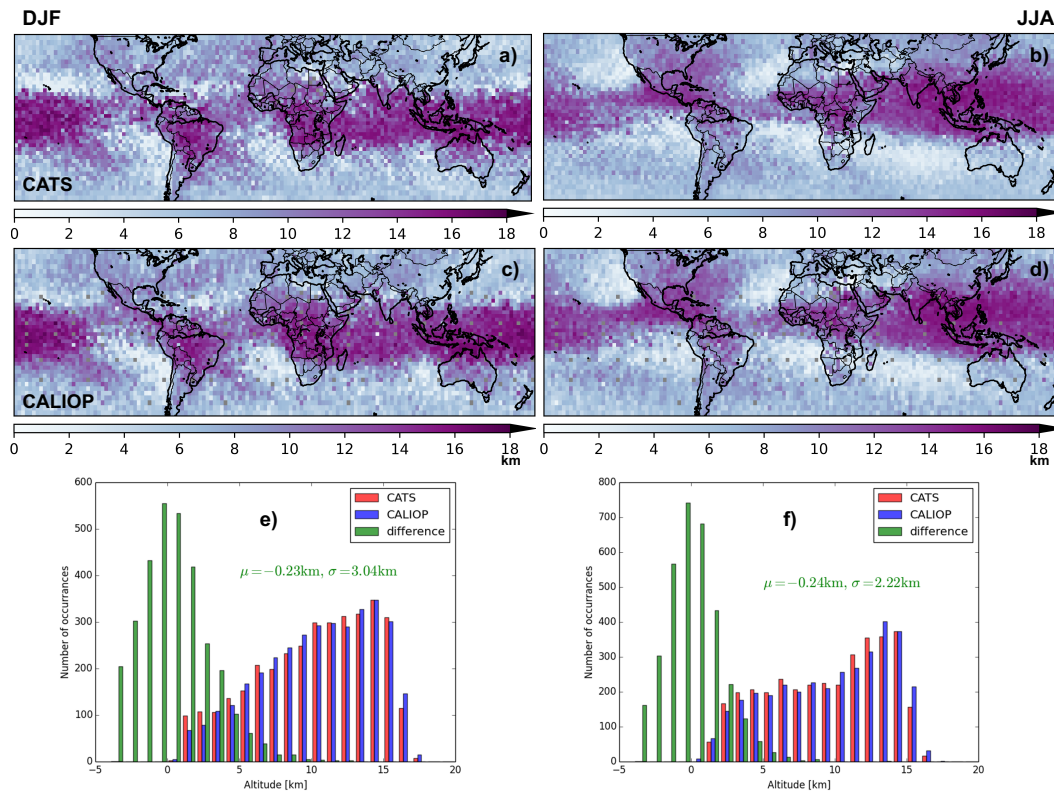 DJF
JJA
a)
b)
CATS
0 2 4 6 8 10 12 14 16 18
0 2 4 6 8 10 12 14 16 18
c)
d)
CALIOP
0 2 4 6 8 10 12 14 16 18
km
0 2 4 6 8 10 12 14 16 18
km
600
500
400
300
200
100
0
Number of occurrances
e)
CATS
CALIOP
difference
μ=−0.23km, σ=3.04km
−5 0 5 10 15 20
Altitude [km]
800
700
600
500
400
300
200
100
0
Number of occurrances
f)
CATS
CALIOP
difference
μ=−0.24km, σ=2.22km
−5 0 5 10 15 20
Altitude [km]